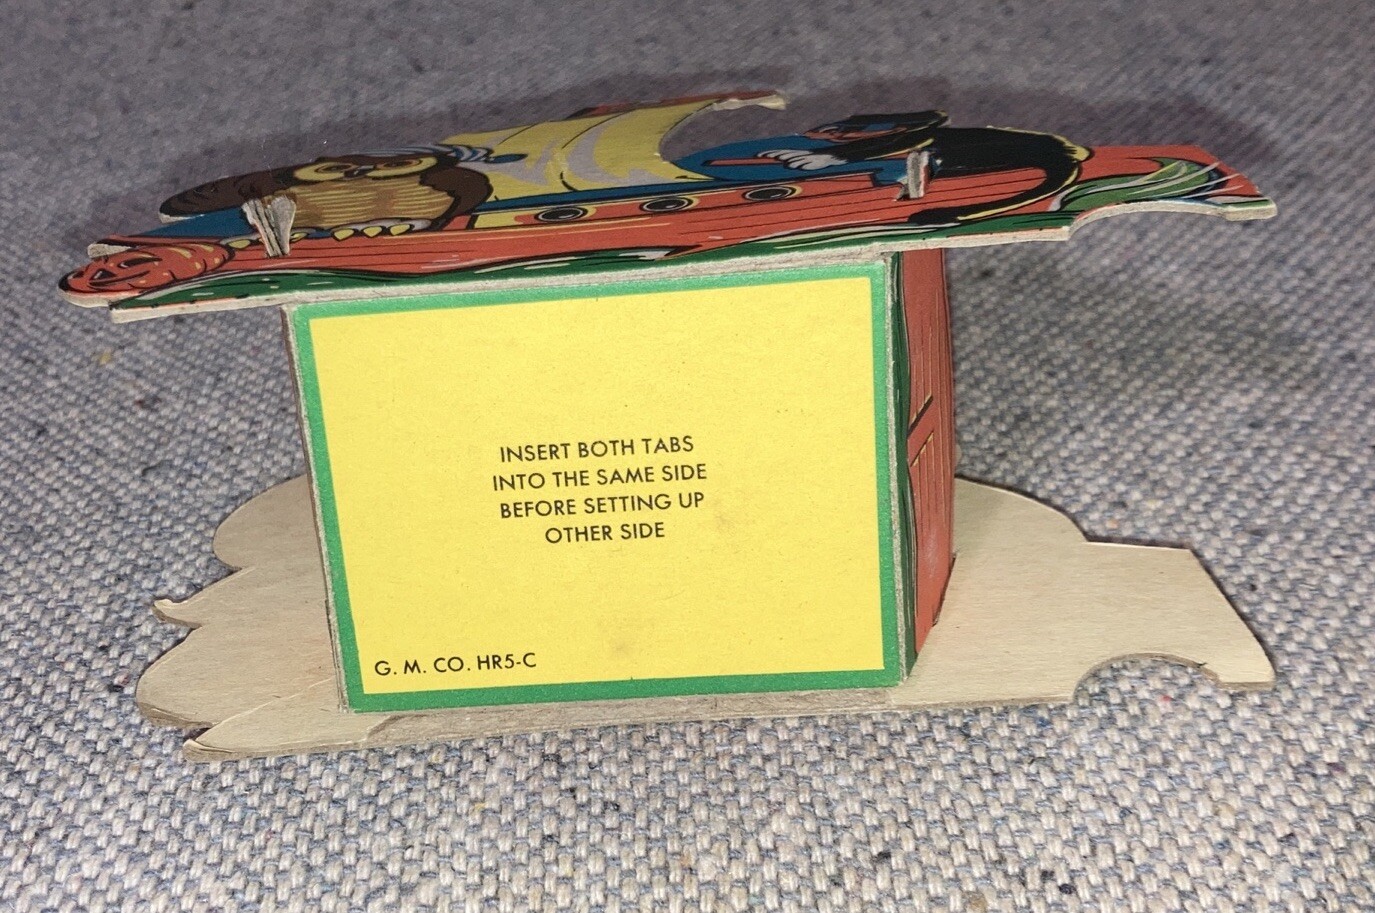 INSERT BOTH TABS
INTO THE SAME SIDE
BEFORE SETTING UP
OTHER SIDE
G. M. CO. HR5-C